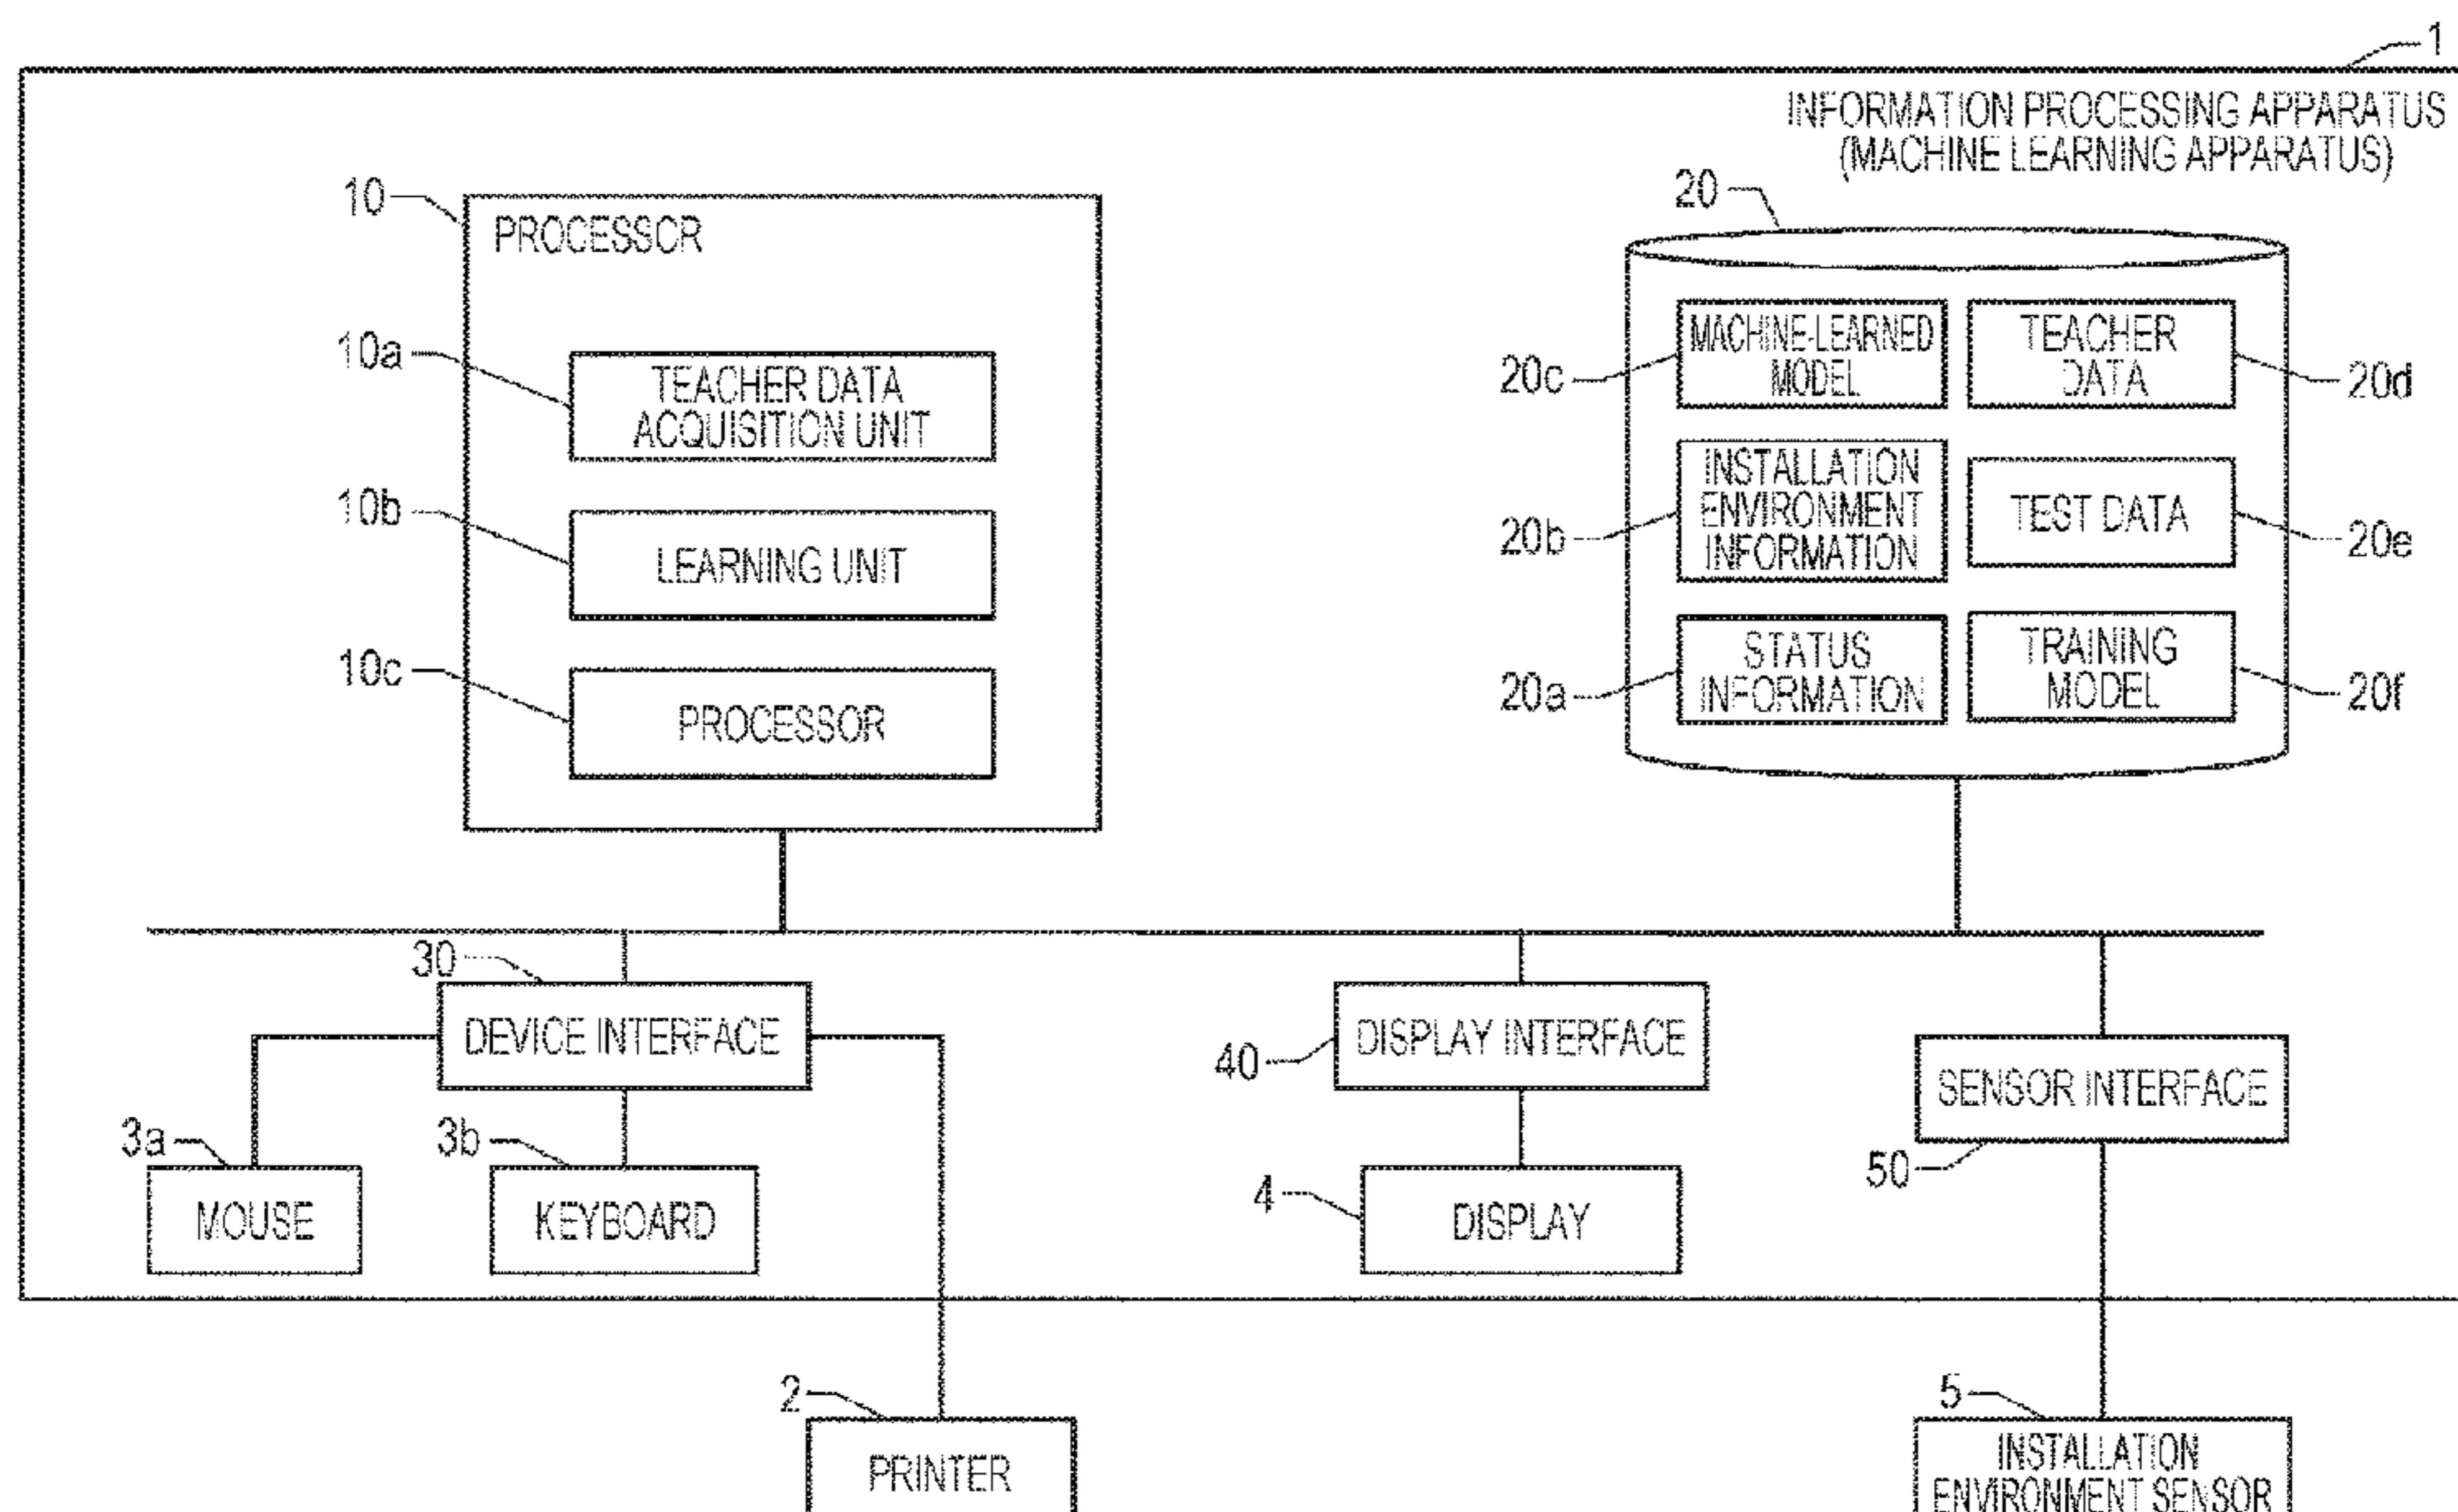 1
INFORMATION PROCESSING APPARATUS
(MACHINE LEARNING APPARATUS)
10
PROCESSOR
10a
TEACHER DATA
ACQUISITION UNIT
10b
LEARNING UNIT
10c
PROCESSOR
20
20c
MACHINE-LEARNED
MODEL
TEACHER
DATA
20d
20b
INSTALLATION
ENVIRONMENT
INFORMATION
TEST DATA
20e
20a
STATUS
INFORMATION
TRAINING
MODEL
20f
30
DEVICE INTERFACE
40
DISPLAY INTERFACE
SENSOR INTERFACE
50
3a
MOUSE
3b
KEYBOARD
4
DISPLAY
2
PRINTER
5
INSTALLATION
ENVIRONMENT SENSOR